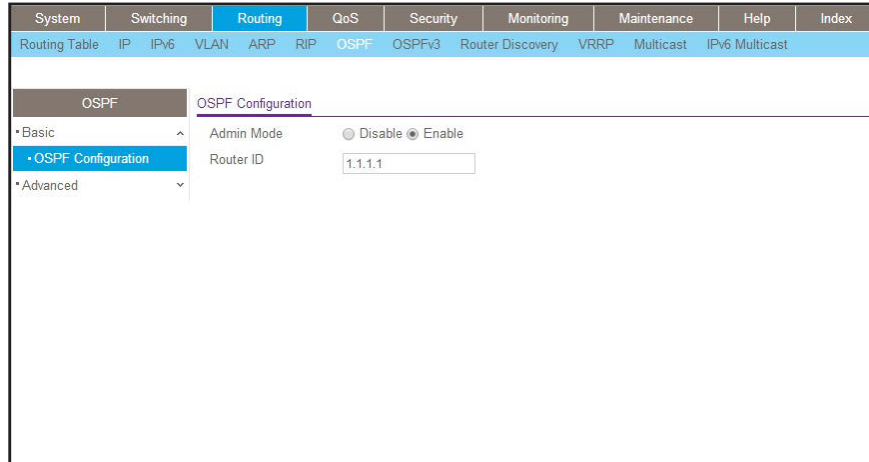 System Switching Routing QoS Security Monitoring Maintenance Help Index
Routing Table IP IPv6 VLAN ARP RIP OSPF OSPFv3 Router Discovery VRRP Multicast IPv6 Multicast
OSPF
OSPF Configuration
Basic
Admin Mode Disable Enable
OSPF Configuration
Router ID 1.1.1.1
Advanced